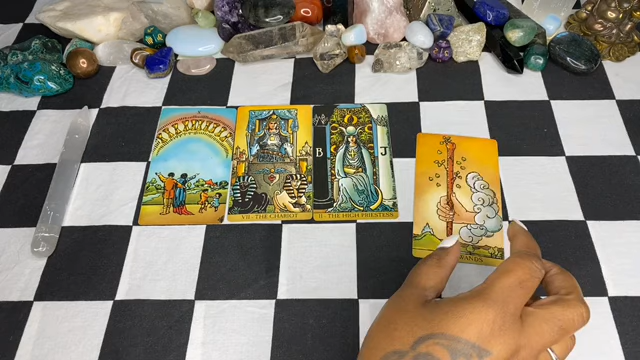 VII · THE CHARIOT
B
J
II · THE HIGH PRIESTESS
WANDS